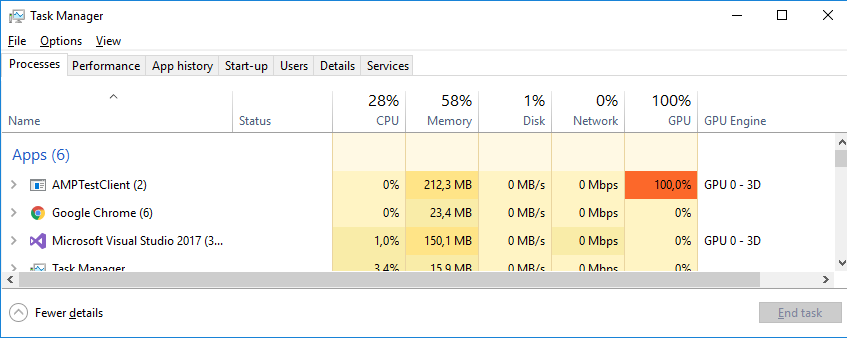 Task Manager
File Options View
Processes Performance App history Start-up Users Details Services
28% 58% 1% 0% 100%
Name Status CPU Memory Disk Network GPU GPU Engine
Apps (6)
AMPTestClient (2) 0% 212,3 MB 0 MB/s 0 Mbps 100,0% GPU 0 - 3D
Google Chrome (6) 0% 23,4 MB 0 MB/s 0 Mbps 0%
Microsoft Visual Studio 2017 (3... 1,0% 150,1 MB 0 MB/s 0 Mbps 0% GPU 0 - 3D
Task Manager 3,4% 15,9 MB 0 MB/s 0 Mbps 0%
Fewer details End task